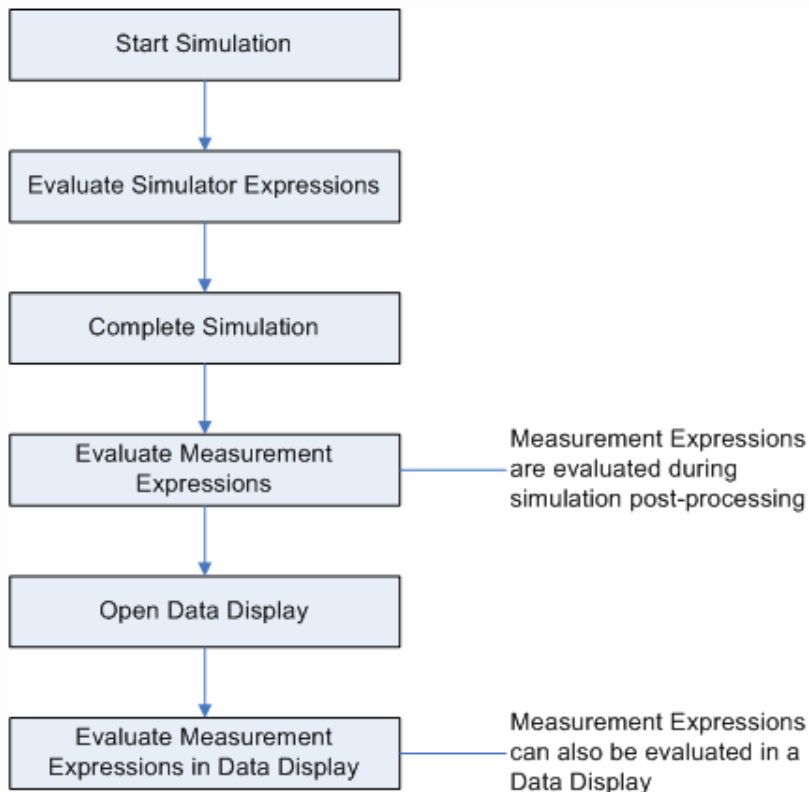 Start Simulation
Evaluate Simulator Expressions
Complete Simulation
Evaluate Measurement
Expressions
Measurement Expressions
are evaluated during
simulation post-processing
Open Data Display
Evaluate Measurement
Expressions in Data Display
Measurement Expressions
can also be evaluated in a
Data Display